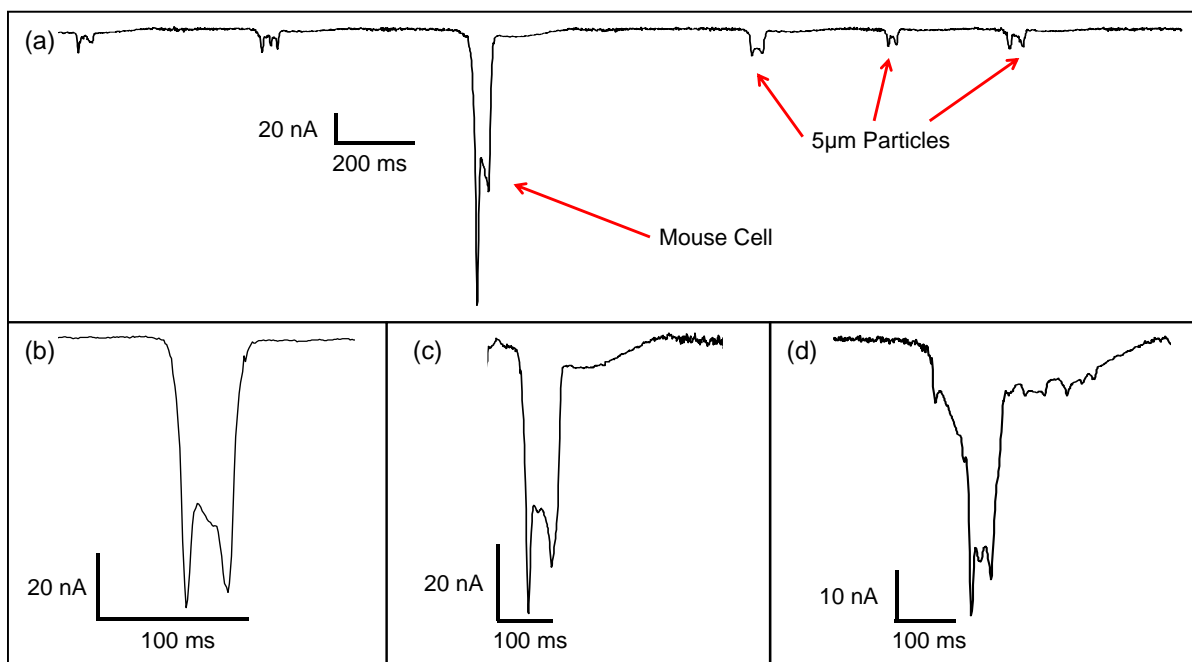 (a)
20 nA
200 ms
5µm Particles
Mouse Cell
(b)
20 nA
100 ms
(c)
20 nA
100 ms
(d)
10 nA
100 ms